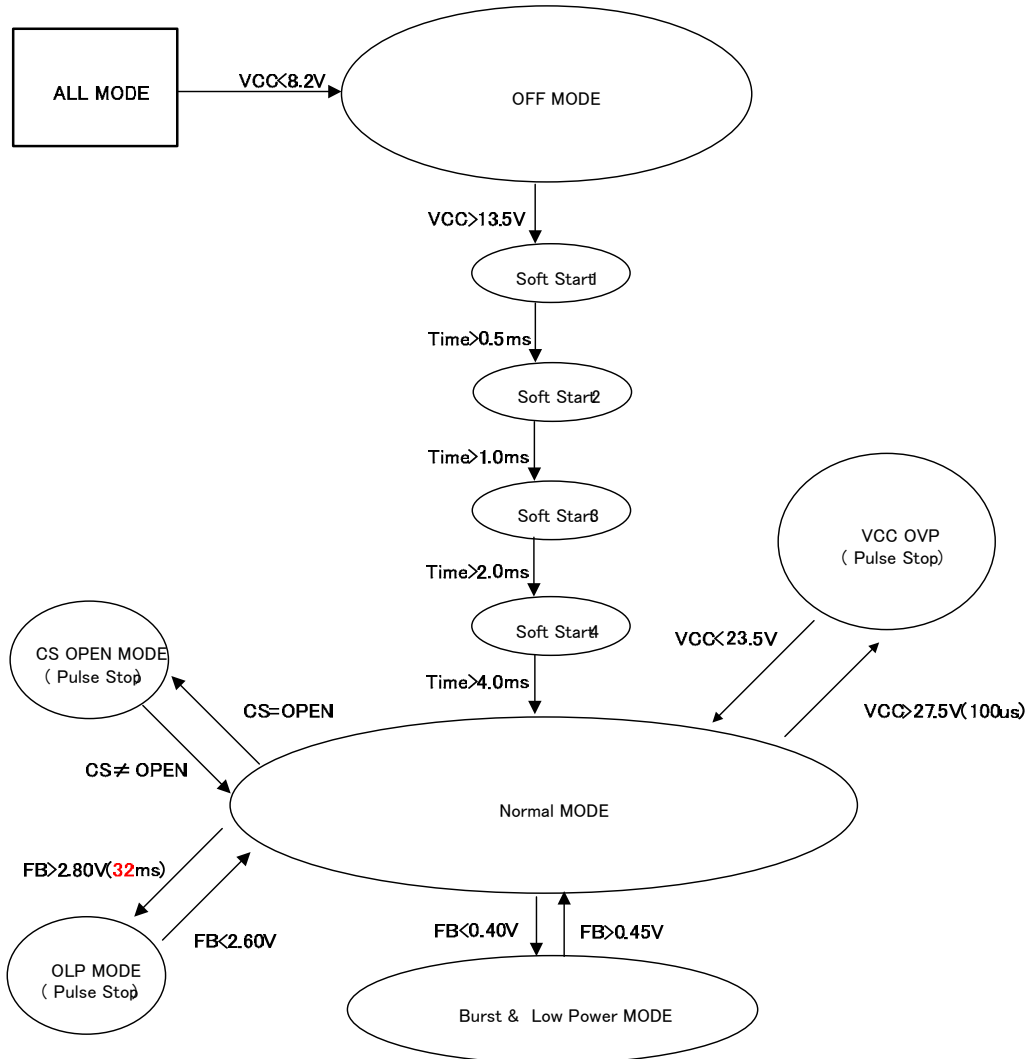 ALL MODE
VCC<8.2V
OFF MODE
VCC>13.5V
Soft Start1
Time>0.5ms
Soft Start2
Time>1.0ms
Soft Start3
Time>2.0ms
Soft Start4
Time>4.0ms
VCC OVP
( Pulse Stop)
VCC<23.5V
VCC>27.5V(100us)
CS OPEN MODE
( Pulse Stop)
CS=OPEN
CS≠ OPEN
Normal MODE
FB>2.80V(32ms)
FB<2.60V
OLP MODE
( Pulse Stop)
FB<0.40V
FB>0.45V
Burst & Low Power MODE